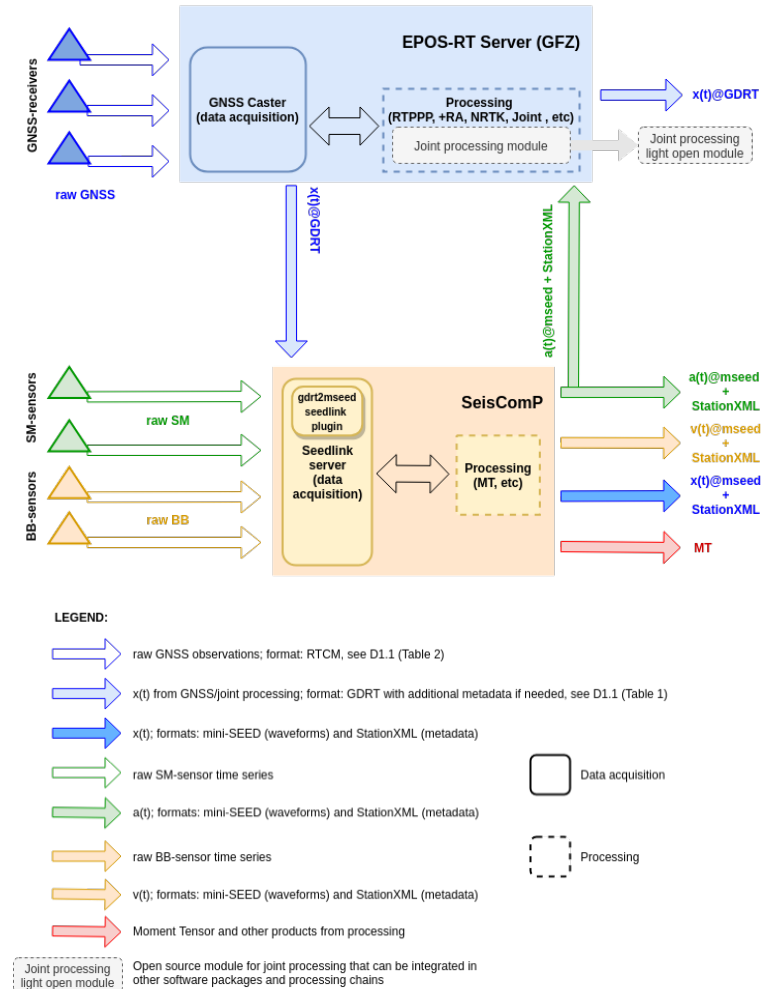 EPOS-RT Server (GFZ)
GNSS-receivers
GNSS Caster
(data acquisition)
Processing
(RTPPP, +RA, NRTK, Joint , etc)
Joint processing module
x(t)@GDRT
Joint processing
light open module
raw GNSS
x(t)@GDRT
a(t)@mseed + StationXML
SM-sensors
BB-sensors
raw SM
raw BB
gdrt2mseed
seedlink
plugin
Seedlink
server
(data
acquisition)
SeisComP
Processing
(MT, etc)
a(t)@mseed
+
StationXML
v(t)@mseed
+
StationXML
x(t)@mseed
+
StationXML
MT
LEGEND:
raw GNSS observations; format: RTCM, see D1.1 (Table 2)
x(t) from GNSS/joint processing; format: GDRT with additional metadata if needed, see D1.1 (Table 1)
x(t); formats: mini-SEED (waveforms) and StationXML (metadata)
raw SM-sensor time series
Data acquisition
a(t); formats: mini-SEED (waveforms) and StationXML (metadata)
raw BB-sensor time series
Processing
v(t); formats: mini-SEED (waveforms) and StationXML (metadata)
Moment Tensor and other products from processing
Joint processing
light open module
Open source module for joint processing that can be integrated in
other software packages and processing chains